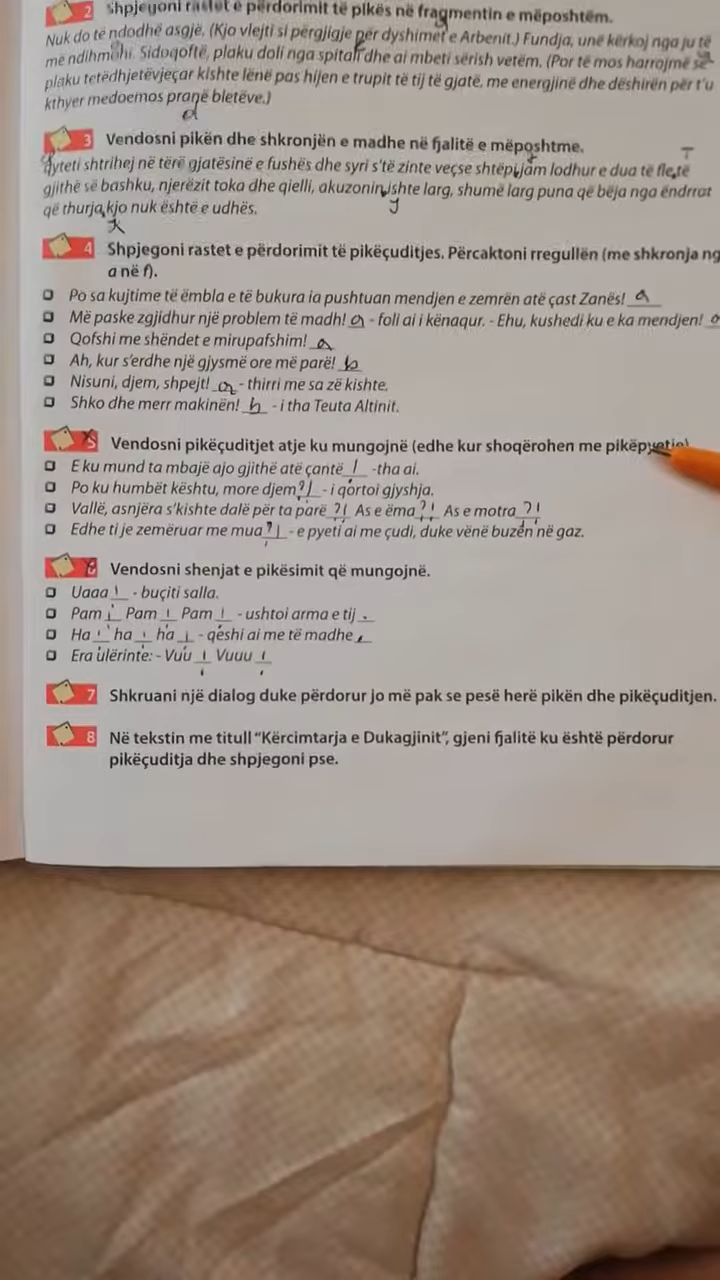 2 Shpjegoni rastet e përdorimit të pikës në fragmentin e mëposhtëm.
Nuk do të ndodhë asgjë. (Kjo vlejti si përgjigje për dyshimet e Arbenit.) Fundja, unë kërkoj nga ju të
më ndihmoni. Sidoqoftë, plaku doli nga spitali dhe ai mbeti sërish vetëm. (Por të mos harrojmë se
plaku tetëdhjetëvjeçar kishte lënë pas hijen e trupit të tij të gjatë, me energjinë dhe dëshirën për t'u
kthyer medoemos pranë bletëve.)
3 Vendosni pikën dhe shkronjën e madhe në fjalitë e mëposhtme.
qyteti shtrihej në tërë gjatësinë e fushës dhe syri s'të zinte veçse shtëpi, jam lodhur e dua të fle, të
gjithë së bashku, njerëzit toka dhe qielli, akuzonin, ishte larg, shumë larg puna që bëja nga ëndrrat
që thurja, kjo nuk është e udhës.
4 Shpjegoni rastet e përdorimit të pikëçuditjes. Përcaktoni rregullën (me shkronja ng
a në f).
Po sa kujtime të ëmbla e të bukura ia pushtuan mendjen e zemrën atë çast Zanës! a
Më paske zgjidhur një problem të madh! a - foli ai i kënaqur. - Ehu, kushedi ku e ka mendjen!
Qofshi me shëndet e mirupafshim! a
Ah, kur s'erdhe një gjysmë ore më parë! b
Nisuni, djem, shpejt! a - thirri me sa zë kishte.
Shko dhe merr makinën! b - i tha Teuta Altinit.
5 Vendosni pikëçuditjet atje ku mungojnë (edhe kur shoqërohen me pikëpyetje)
E ku mund ta mbajë ajo gjithë atë çantë ! -tha ai.
Po ku humbët kështu, more djem ?! - i qortoi gjyshja.
Vallë, asnjëra s'kishte dalë për ta parë ?! As e ëma ?! As e motra ?!
Edhe ti je zemëruar me mua ?! - e pyeti ai me çudi, duke vënë buzën në gaz.
6 Vendosni shenjat e pikësimit që mungojnë.
Uaaa ! - buçiti salla.
Pam ! Pam ! Pam ! - ushtoi arma e tij .
Ha ! ha ! ha ! - qeshi ai me të madhe .
Era ulërinte: - Vuu ! Vuuu !
7 Shkruani një dialog duke përdorur jo më pak se pesë herë pikën dhe pikëçuditjen.
8 Në tekstin me titull "Kërcimtarja e Dukagjinit", gjeni fjalitë ku është përdorur
pikëçuditja dhe shpjegoni pse.